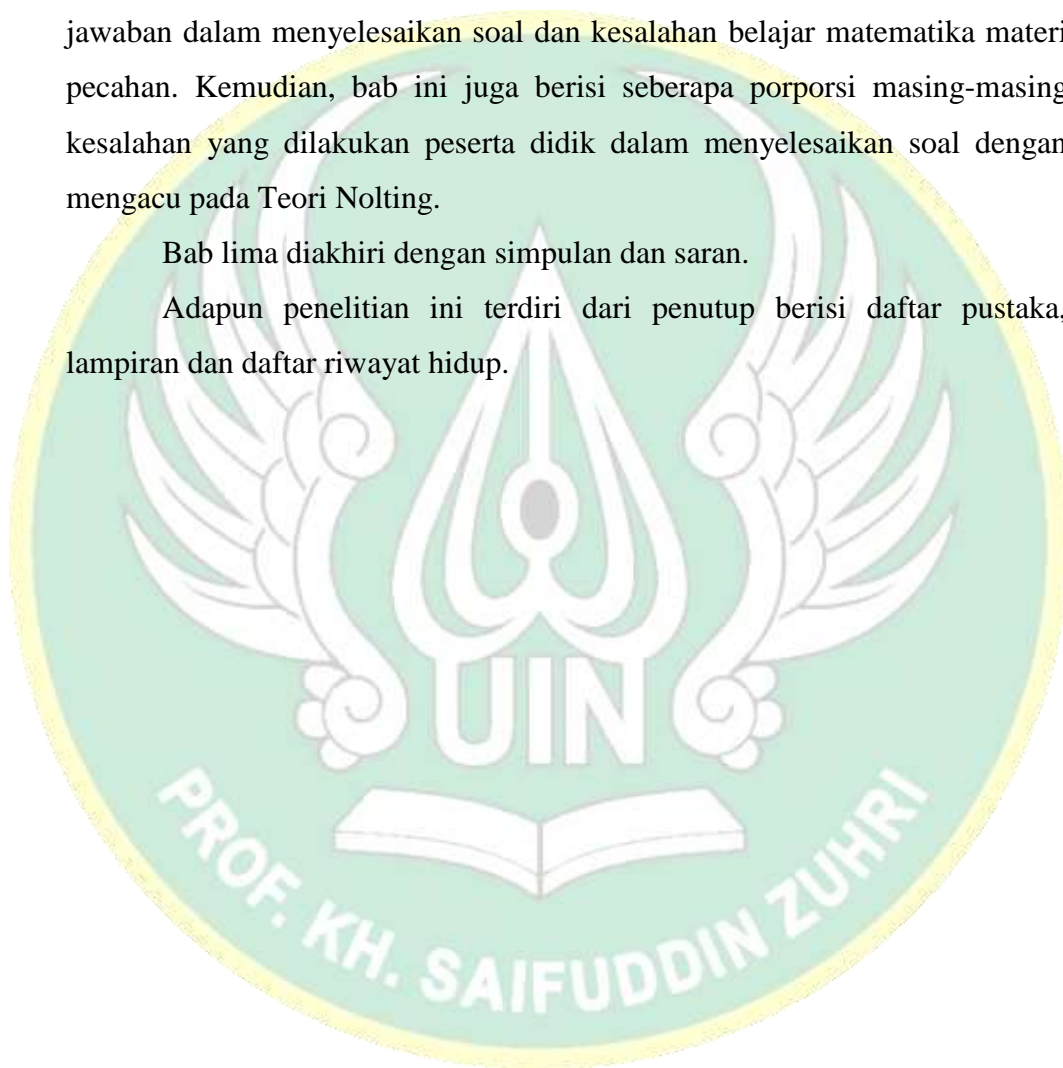 jawaban dalam menyelesaikan soal dan kesalahan belajar matematika materi
pecahan. Kemudian, bab ini juga berisi seberapa porporsi masing-masing
kesalahan yang dilakukan peserta didik dalam menyelesaikan soal dengan
mengacu pada Teori Nolting.
Bab lima diakhiri dengan simpulan dan saran.
Adapun penelitian ini terdiri dari penutup berisi daftar pustaka,
lampiran dan daftar riwayat hidup.
UIN
PROF. KH. SAIFUDDIN ZUHRI